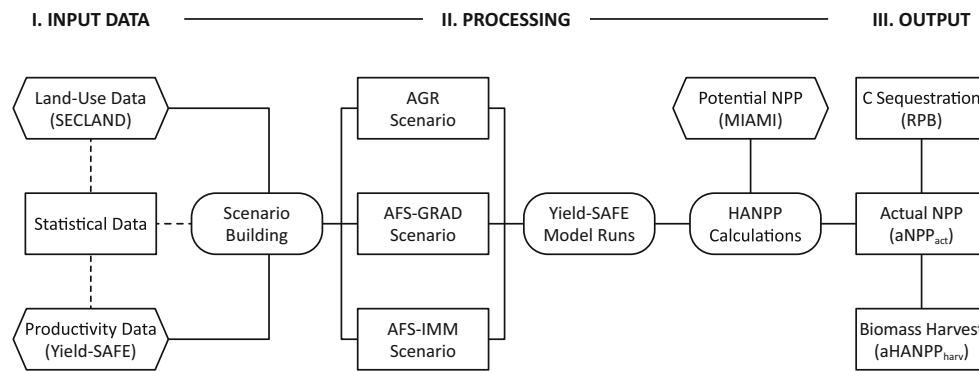 I. INPUT DATA
II. PROCESSING
III. OUTPUT
Land-Use Data
(SECLAND)
Statistical Data
Productivity Data
(Yield-SAFE)
Scenario
Building
AGR
Scenario
AFS-GRAD
Scenario
AFS-IMM
Scenario
Yield-SAFE
Model Runs
Potential NPP
(MIAMI)
HANPP
Calculations
C Sequestration
(RPB)
Actual NPP
(aNPPact)
Biomass Harvest
(aHANPPharv)